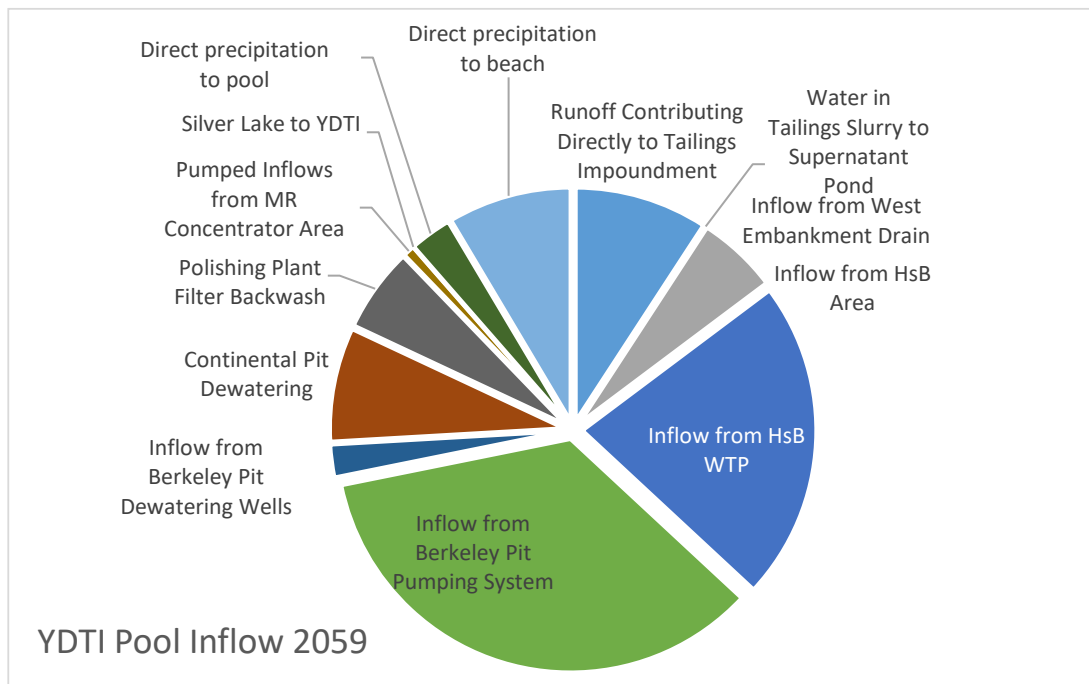 Direct precipitation
to beach
Direct precipitation
to pool
Silver Lake to YDTI
Pumped Inflows
from MR
Concentrator Area
Polishing Plant
Filter Backwash
Continental Pit
Dewatering
Inflow from
Berkeley Pit
Dewatering Wells
Runoff Contributing
Directly to Tailings
Impoundment
Water in
Tailings Slurry to
Supernatant
Pond
Inflow from West
Embankment Drain
Inflow from HsB
Area
Inflow from HsB
WTP
Inflow from
Berkeley Pit
Pumping System
YDTI Pool Inflow 2059